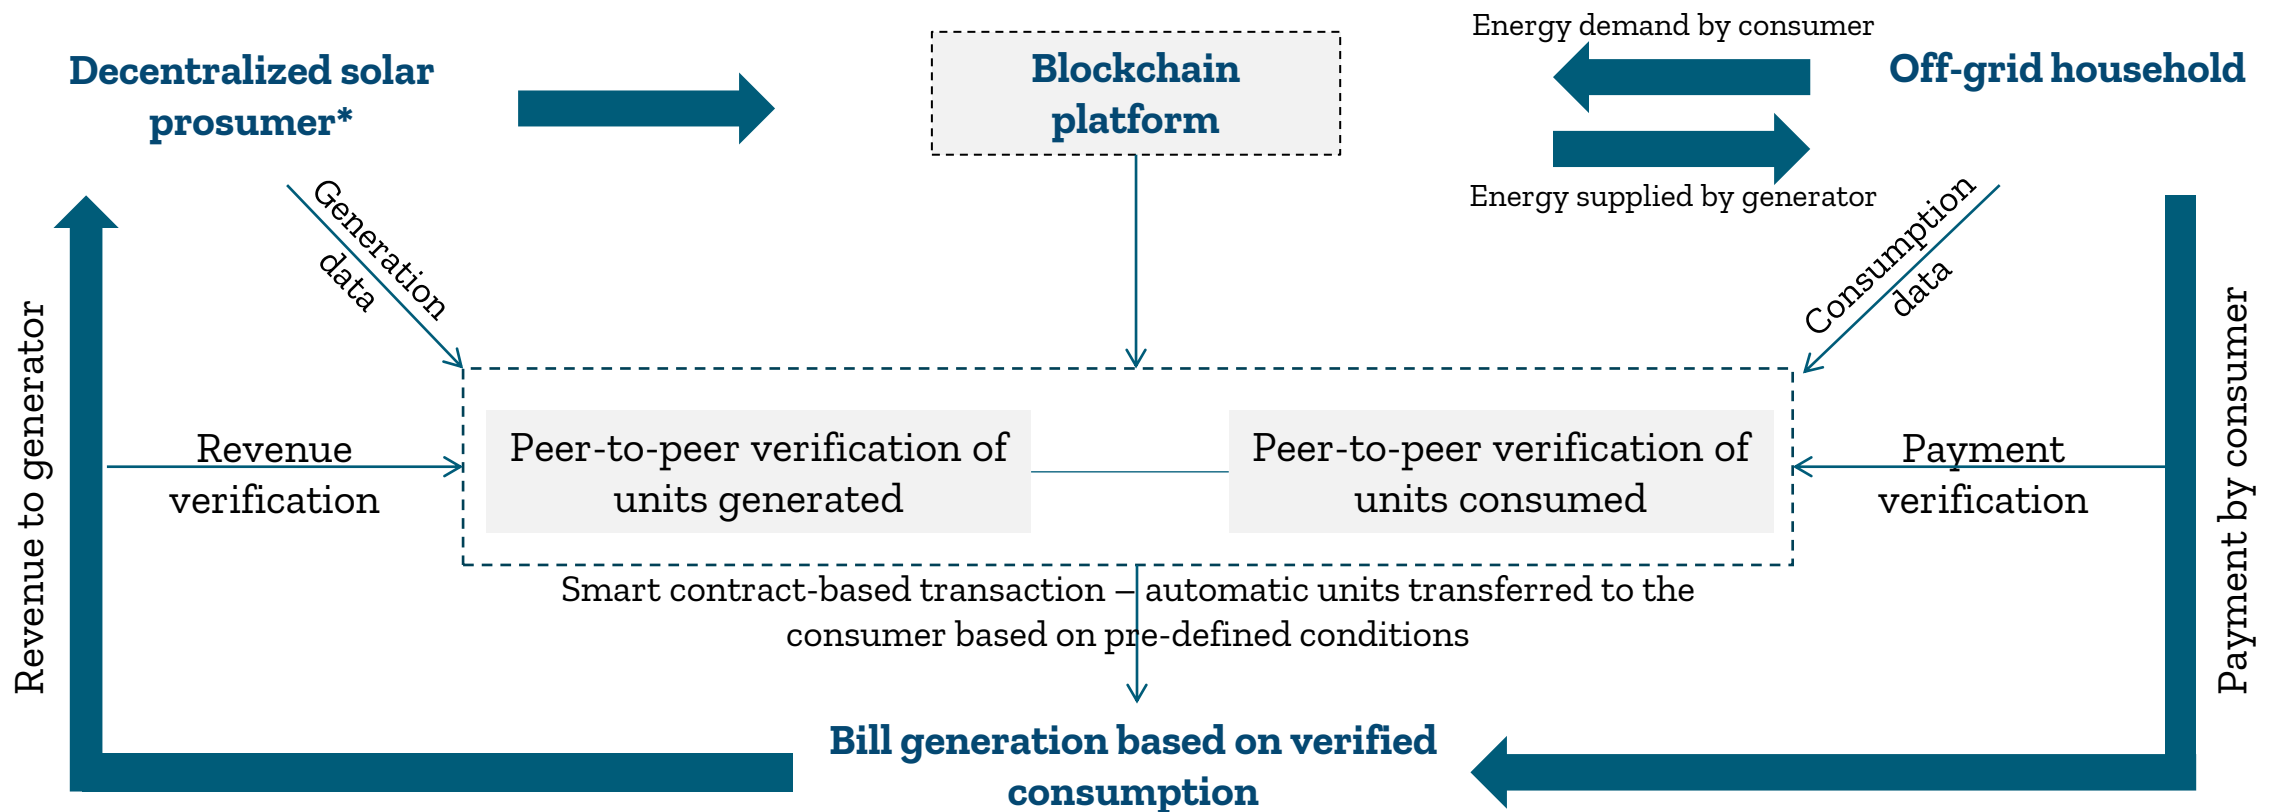 Energy demand by consumer
Decentralized solar
prosumer*
Blockchain
platform
Off-grid household
Energy supplied by generator
Generation
data
Consumption
data
Revenue to generator
Payment by consumer
Revenue
verification
Peer-to-peer verification of
units generated
Peer-to-peer verification of
units consumed
Payment
verification
Smart contract-based transaction – automatic units transferred to the
consumer based on pre-defined conditions
Bill generation based on verified
consumption